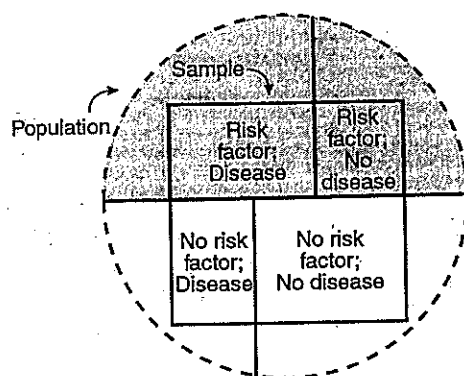 Sample
Population
Risk
factor;
Disease
Risk
factor;
No
disease
No risk
factor;
Disease
No risk
factor;
No disease